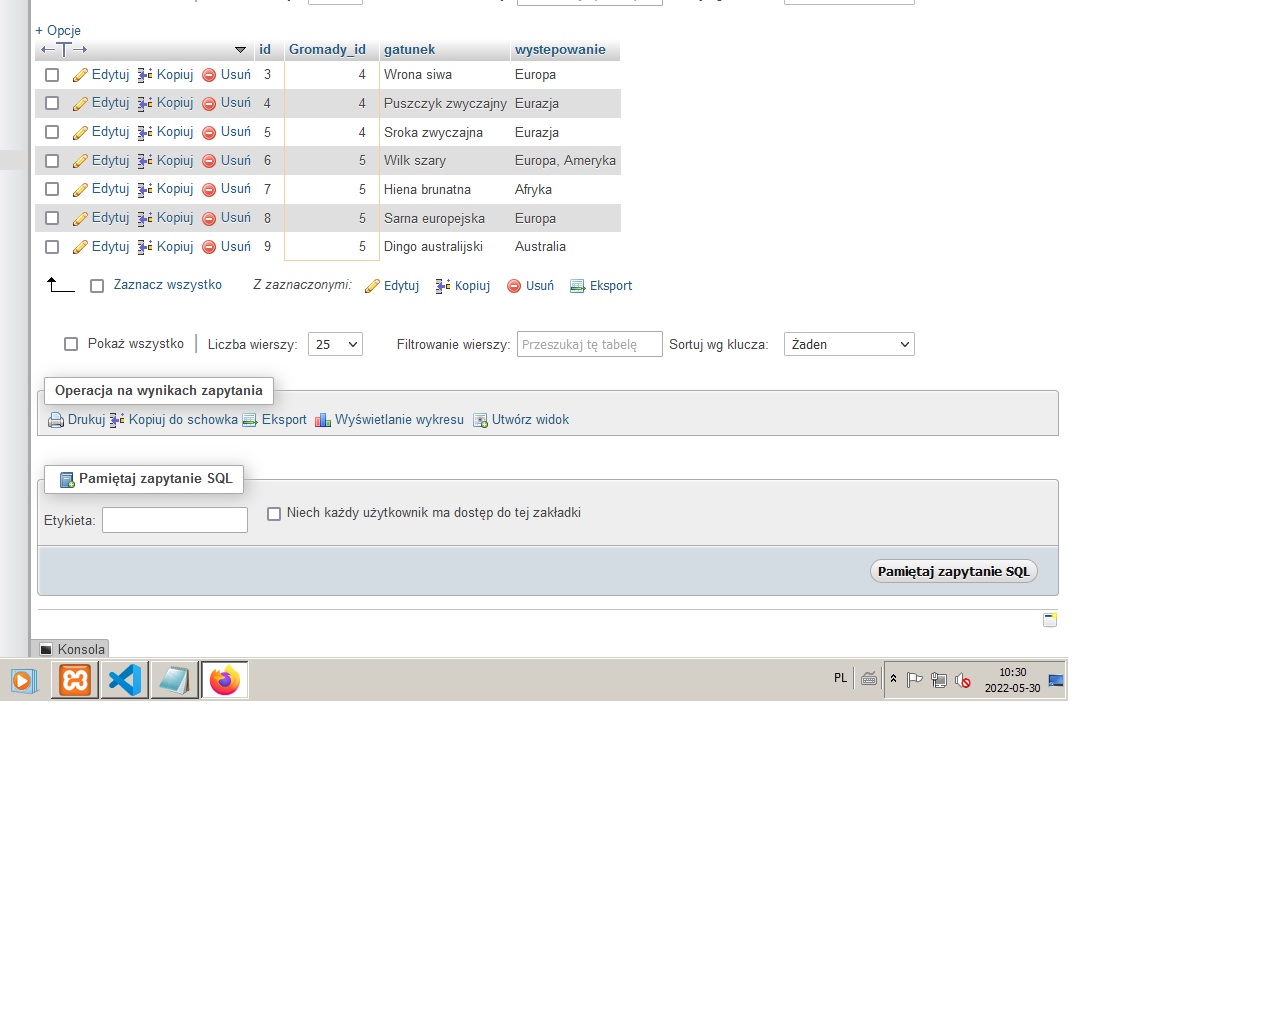 + Opcje
id Gromady_id gatunek wystepowanie
Edytuj Kopiuj Usuń 3 4 Wrona siwa Europa
Edytuj Kopiuj Usuń 4 4 Puszczyk zwyczajny Eurazja
Edytuj Kopiuj Usuń 5 4 Sroka zwyczajna Eurazja
Edytuj Kopiuj Usuń 6 5 Wilk szary Europa, Ameryka
Edytuj Kopiuj Usuń 7 5 Hiena brunatna Afryka
Edytuj Kopiuj Usuń 8 5 Sarna europejska Europa
Edytuj Kopiuj Usuń 9 5 Dingo australijski Australia
Zaznacz wszystko Z zaznaczonymi: Edytuj Kopiuj Usuń Eksport
Pokaż wszystko Liczba wierszy: 25 Filtrowanie wierszy: Przeszukaj tę tabelę Sortuj wg klucza: Żaden
Operacja na wynikach zapytania
Drukuj Kopiuj do schowka Eksport Wyświetlanie wykresu Utwórz widok
Pamiętaj zapytanie SQL
Etykieta: Niech każdy użytkownik ma dostęp do tej zakładki
Pamiętaj zapytanie SQL
Konsola
PL 10:30
2022-05-30